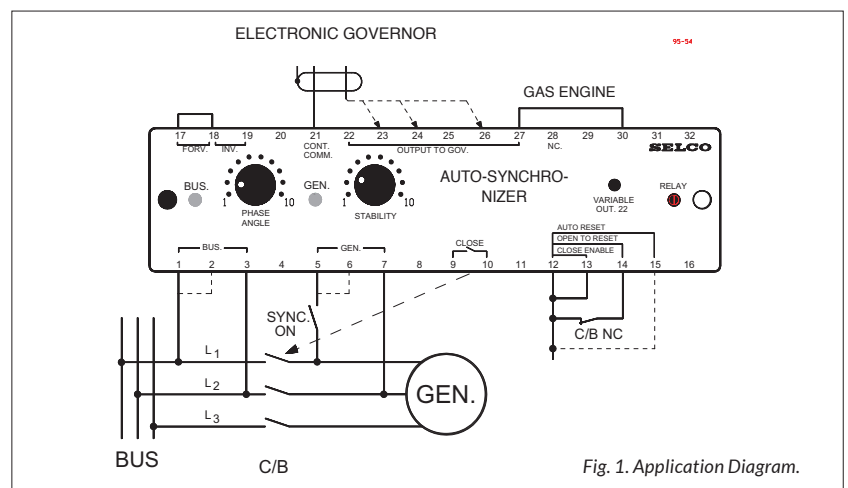 ELECTRONIC GOVERNOR
95-54
GAS ENGINE
17 18 19 20 21 22 23 24 25 26 27 28 29 30 31 32
FORV. INV. CONT. COMM. OUTPUT TO GOV. NC. SELCO
BUS. GEN. AUTO-SYNCHRO-
NIZER
RELAY
1 10 1 10
PHASE
ANGLE
STABILITY
VARIABLE
OUT. 22
AUTO RESET
OPEN TO RESET
CLOSE ENABLE
BUS. GEN. CLOSE
1 2 3 4 5 6 7 8 9 10 11 12 13 14 15 16
SYNC.
ON
C/B NC
L1
L2
L3
GEN.
BUS
C/B
Fig. 1. Application Diagram.